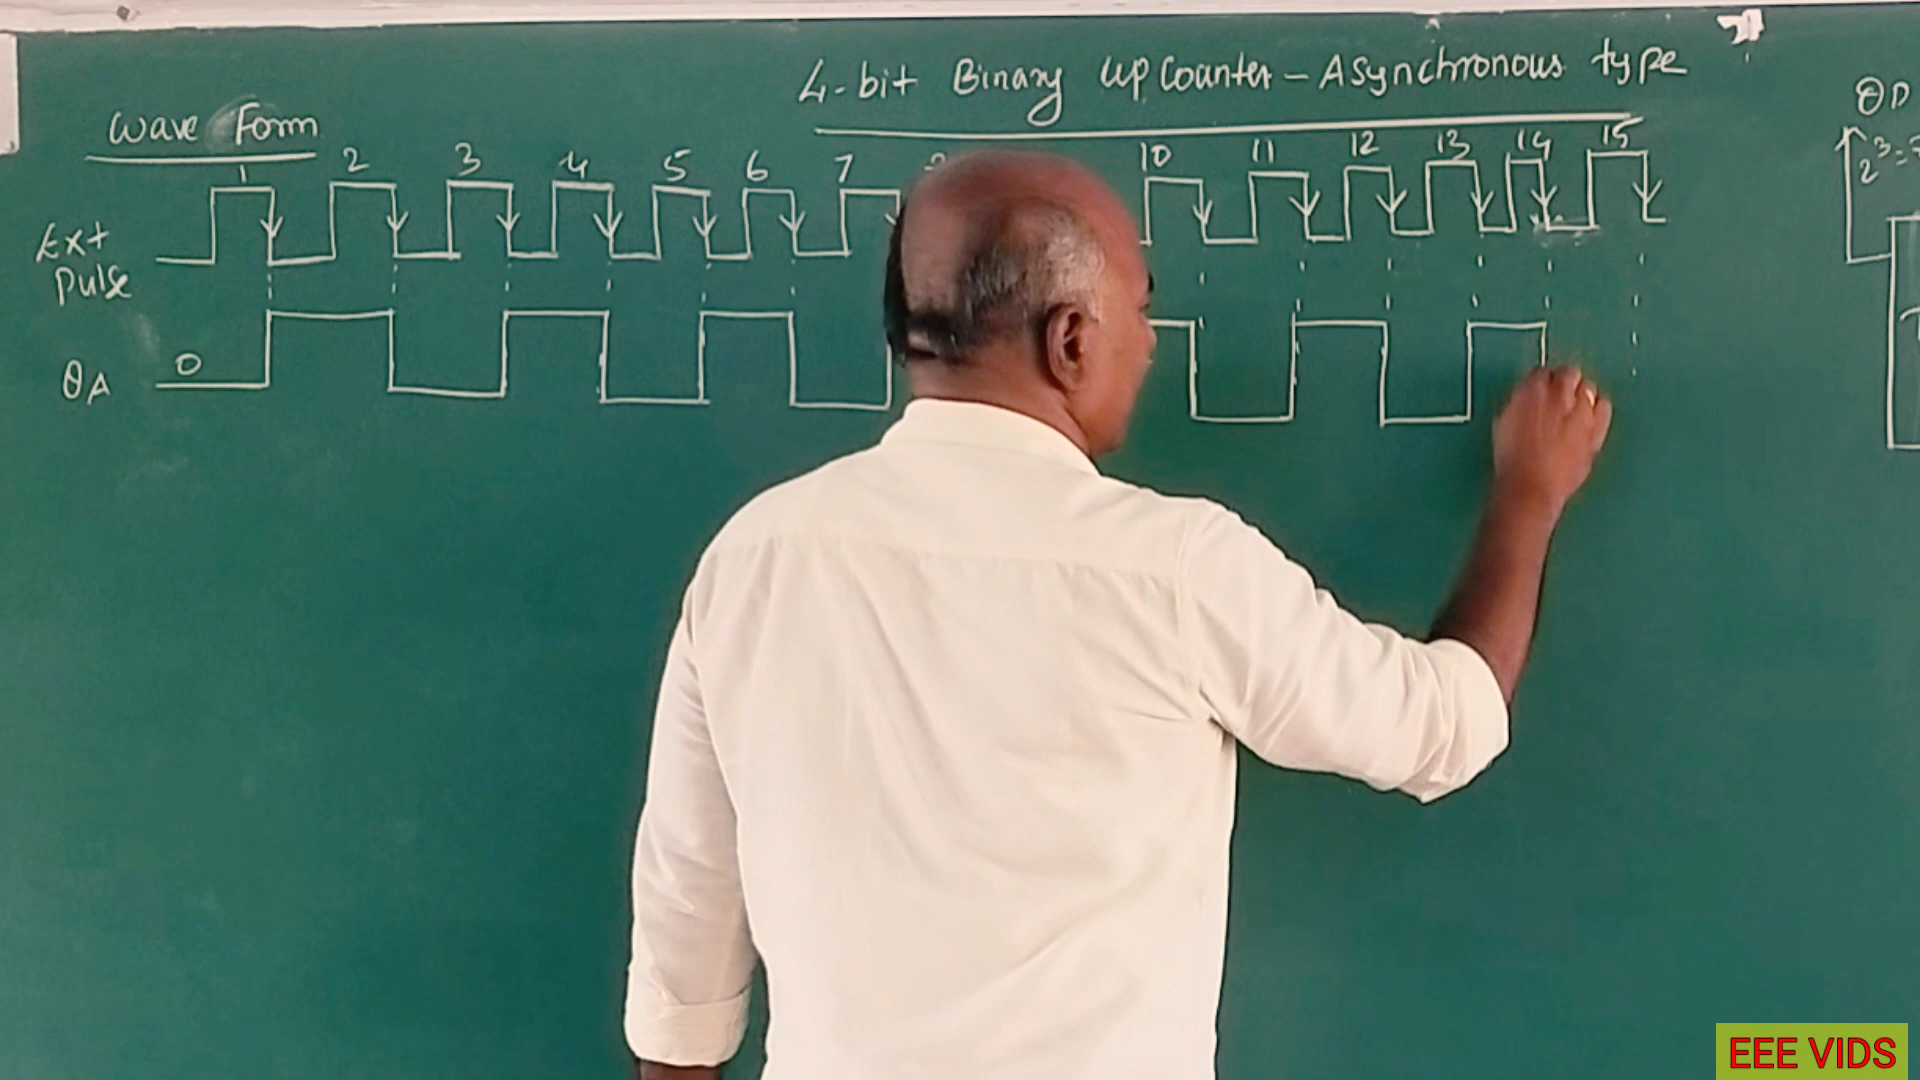 4-bit Binary Up Counter - Asynchronous type
Wave Form
1 2 3 4 5 6 7 10 11 12 13 14 15
Ext
Pulse
0
QA
QD
2³=
EEE VIDS